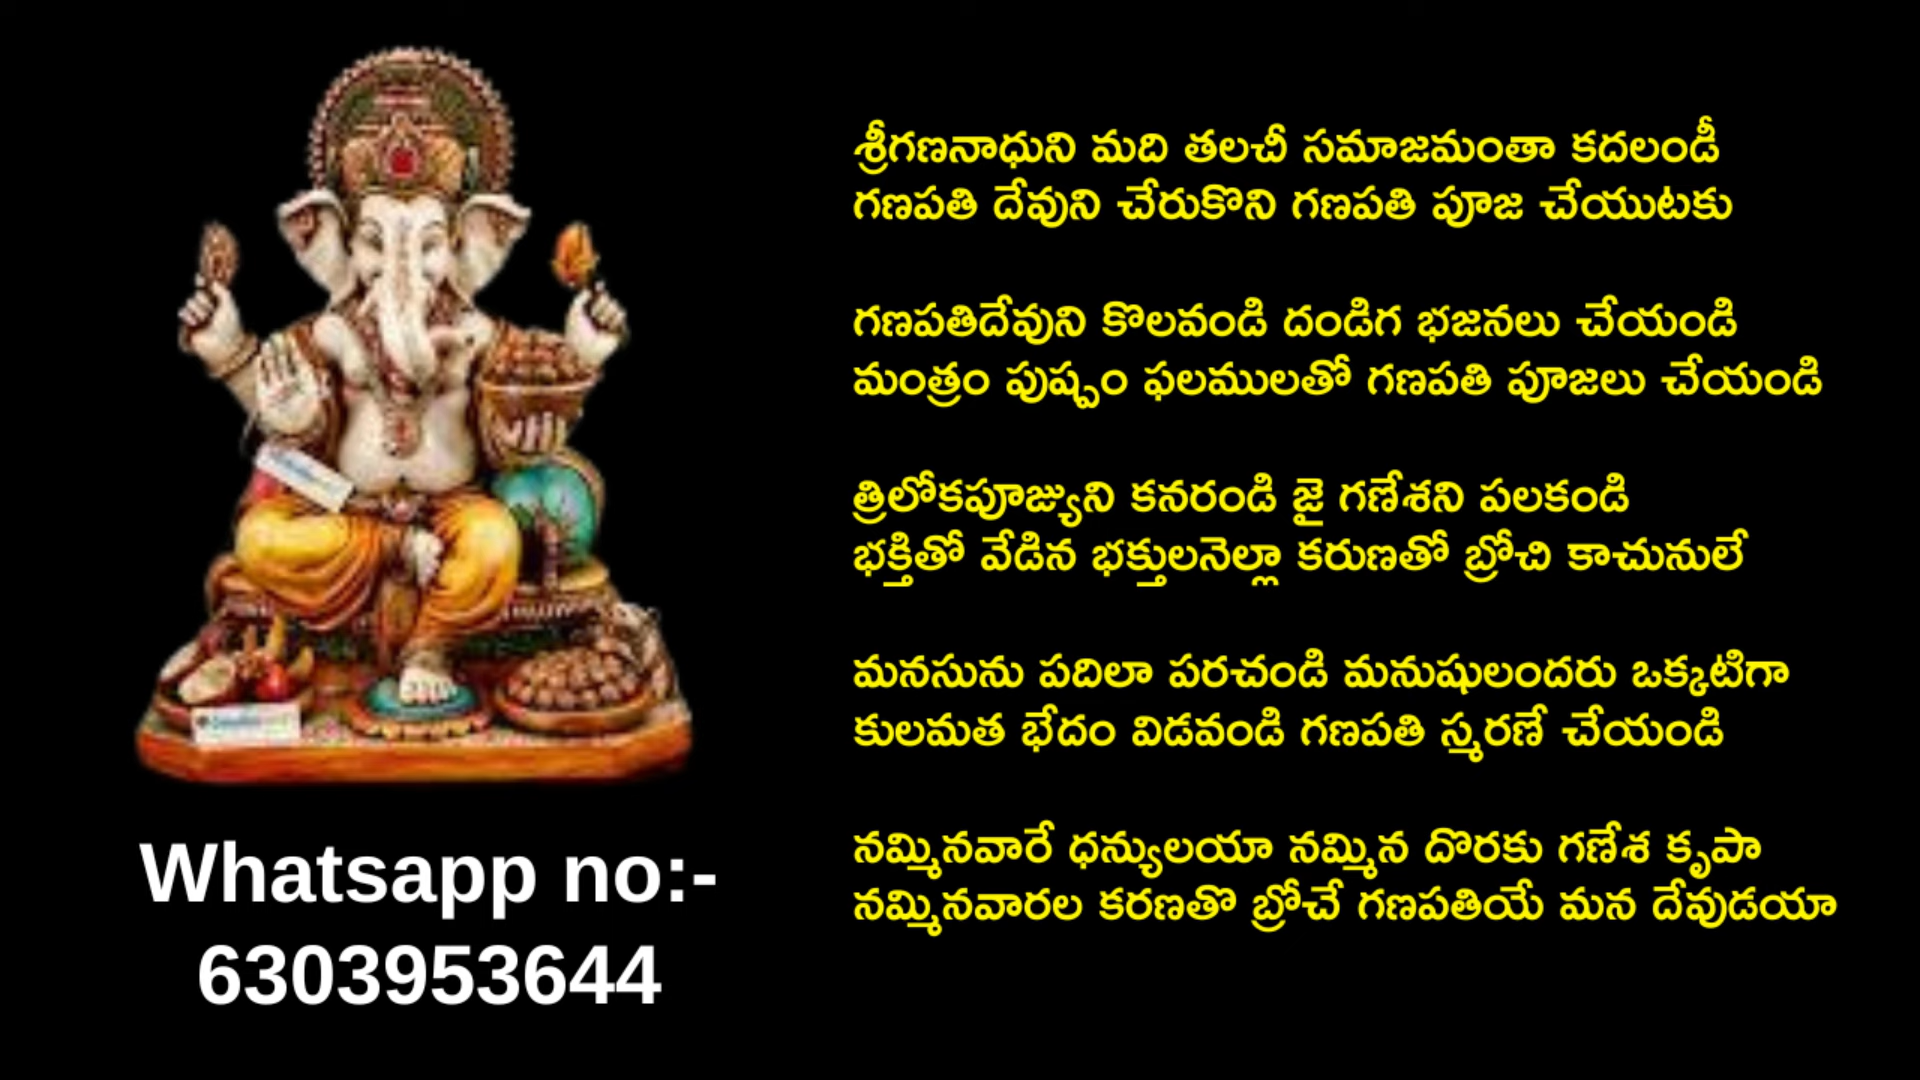 శ్రీగణనాధుని మది తలచీ సమాజమంతా కదలండీ
గణపతి దేవుని చేరుకొని గణపతి పూజ చేయుటకు
గణపతిదేవుని కొలవండి దండిగ భజనలు చేయండి
మంత్రం పుష్పం ఫలములతో గణపతి పూజలు చేయండి
త్రిలోకపూజ్యుని కనరండి జై గణేశని పలకండి
భక్తితో వేడిన భక్తులనెల్లా కరుణతో బ్రోచి కాచునులే
మనసును పదిలా పరచండి మనుషులందరు ఒక్కటిగా
కులమత భేదం విడవండి గణపతి స్మరణే చేయండి
నమ్మినవారే ధన్యులయా నమ్మిన దొరకు గణేశ కృపా
నమ్మినవారల కరణతొ బ్రోచే గణపతియే మన దేవుడయా
Whatsapp no:-
6303953644